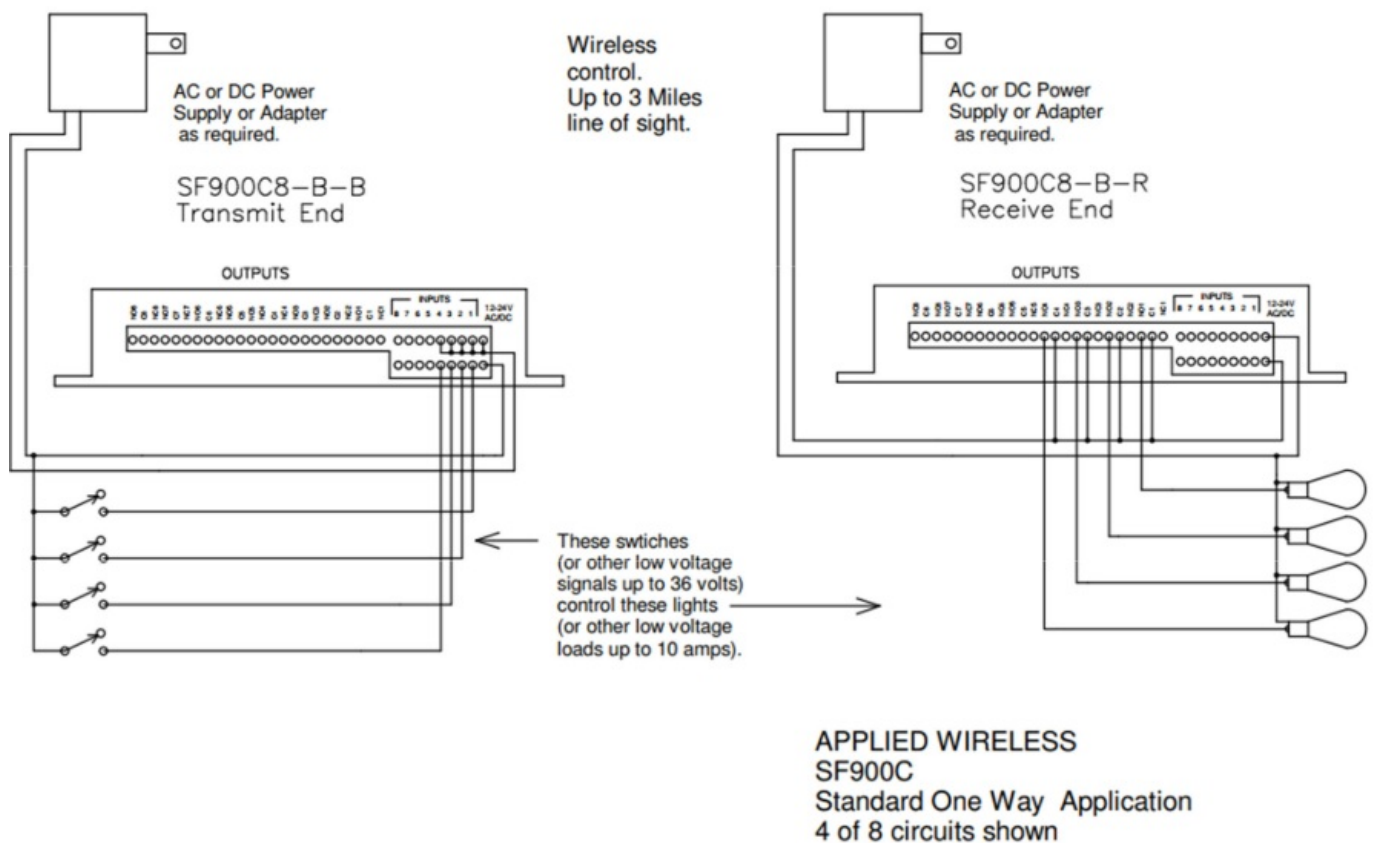 AC or DC Power
Supply or Adapter
as required.
Wireless
control.
Up to 3 Miles
line of sight.
AC or DC Power
Supply or Adapter
as required.
SF900C8-B-B
Transmit End
SF900C8-B-R
Receive End
OUTPUTS
INPUTS
8 7 6 5 4 3 2 1
12-24V
AC/DC
OUTPUTS
INPUTS
8 7 6 5 4 3 2 1
12-24V
AC/DC
These swtiches
(or other low voltage
signals up to 36 volts)
control these lights
(or other low voltage
loads up to 10 amps).
APPLIED WIRELESS
SF900C
Standard One Way Application
4 of 8 circuits shown